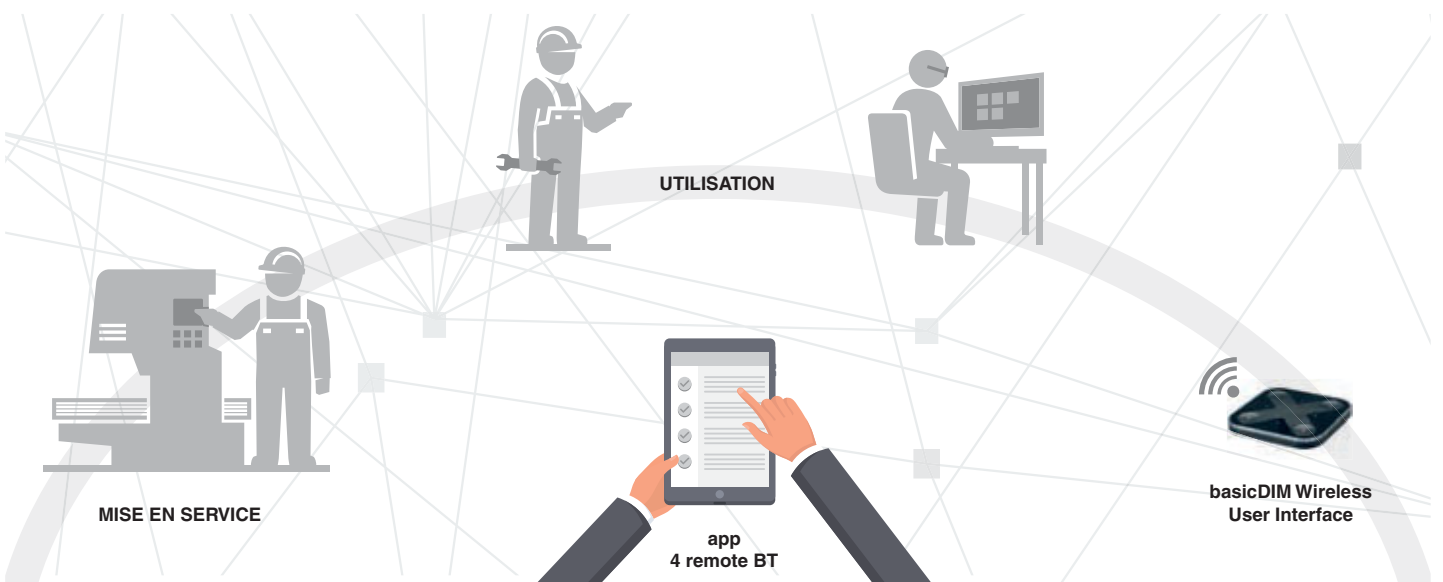 UTILISATION
MISE EN SERVICE
app
4 remote BT
basicDIM Wireless
User Interface